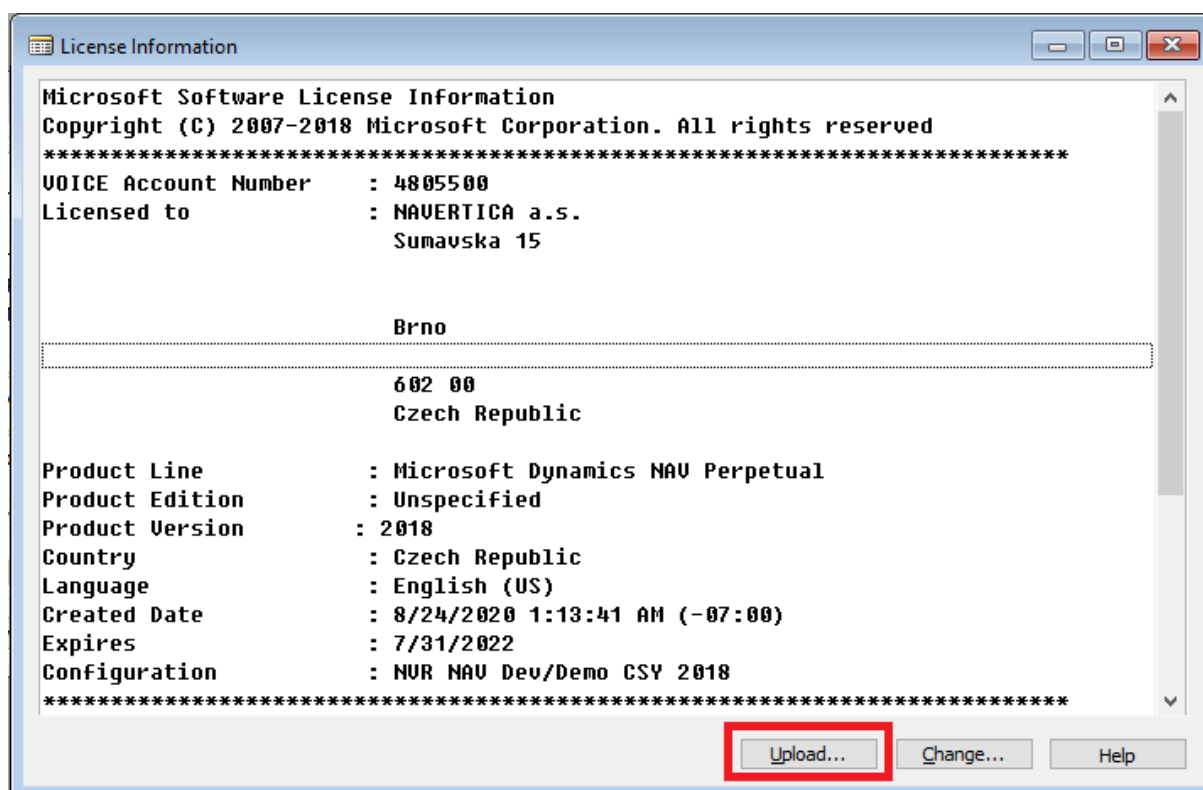 License Information
Microsoft Software License Information
Copyright (C) 2007-2018 Microsoft Corporation. All rights reserved
****************************************************************************
VOICE Account Number : 4805500
Licensed to : NAVERTICA a.s.
Sumavska 15
Brno
602 00
Czech Republic
Product Line : Microsoft Dynamics NAV Perpetual
Product Edition : Unspecified
Product Version : 2018
Country : Czech Republic
Language : English (US)
Created Date : 8/24/2020 1:13:41 AM (-07:00)
Expires : 7/31/2022
Configuration : NVR NAV Dev/Demo CSY 2018
****************************************************************************
Upload... Change... Help